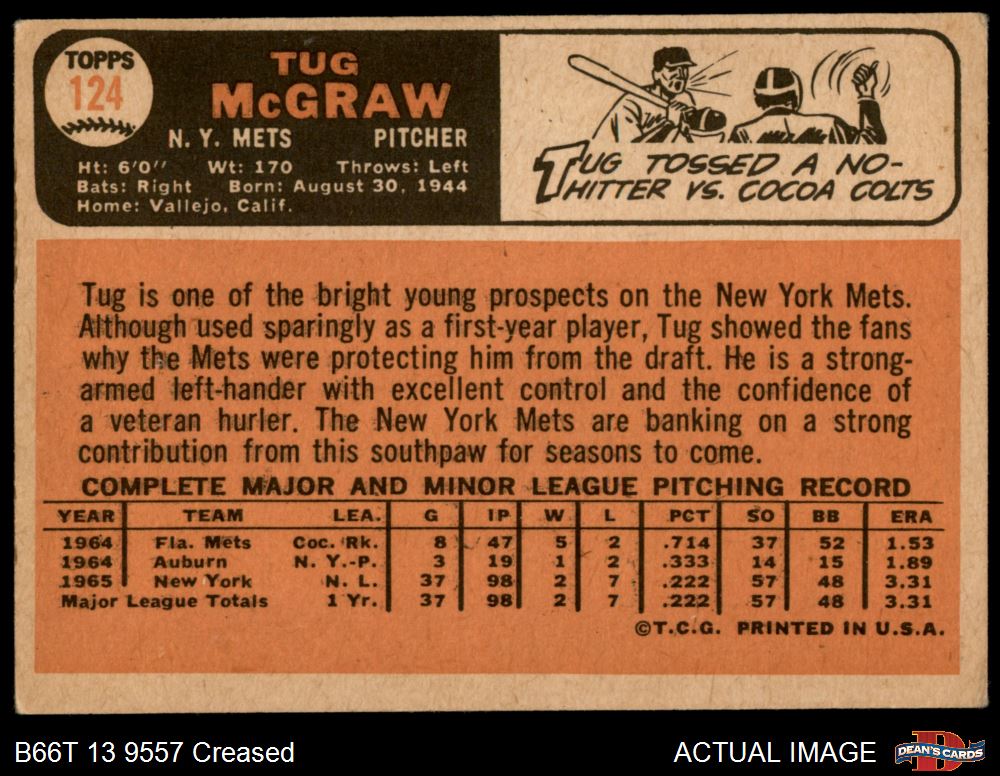 TOPPS
124
TUG
McGRAW
N. Y. METS PITCHER
Ht: 6'0'' Wt: 170 Throws: Left
Bats: Right Born: August 30, 1944
Home: Vallejo, Calif.
TUG TOSSED A NO-
HITTER VS. COCOA COLTS
Tug is one of the bright young prospects on the New York Mets.
Although used sparingly as a first-year player, Tug showed the fans
why the Mets were protecting him from the draft. He is a strong-
armed left-hander with excellent control and the confidence of
a veteran hurler. The New York Mets are banking on a strong
contribution from this southpaw for seasons to come.
COMPLETE MAJOR AND MINOR LEAGUE PITCHING RECORD
YEAR TEAM LEA. G IP W L PCT SO BB ERA
1964 Fla. Mets Coc. Rk. 8 47 5 2 .714 37 52 1.53
1964 Auburn N. Y.-P. 3 19 1 2 .333 14 15 1.89
1965 New York N. L. 37 98 2 7 .222 57 48 3.31
Major League Totals 1 Yr. 37 98 2 7 .222 57 48 3.31
©T.C.G. PRINTED IN U.S.A.
B66T 13 9557 Creased
ACTUAL IMAGE
D
DEAN'S CARDS